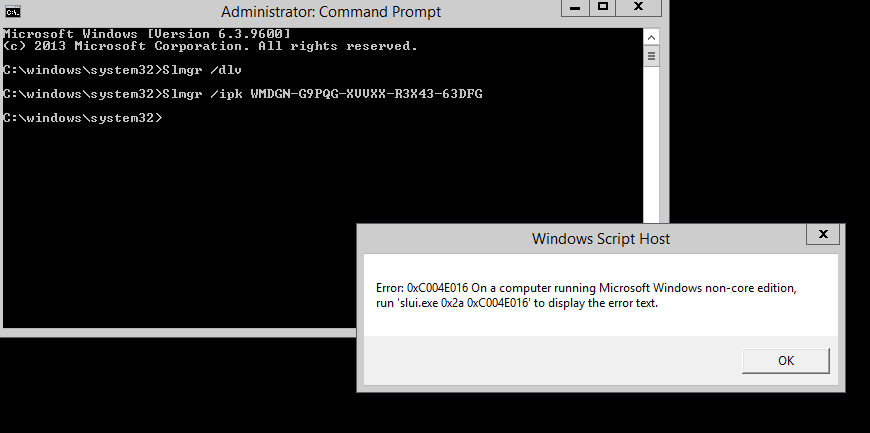 Administrator: Command Prompt
Microsoft Windows [Version 6.3.9600]
(c) 2013 Microsoft Corporation. All rights reserved.
C:\windows\system32>Slmgr /dlv
C:\windows\system32>Slmgr /ipk WMDGN-G9PQG-XVVXX-R3X43-63DFG
C:\windows\system32>
Windows Script Host
Error: 0xC004E016 On a computer running Microsoft Windows non-core edition,
run 'slui.exe 0x2a 0xC004E016' to display the error text.
OK